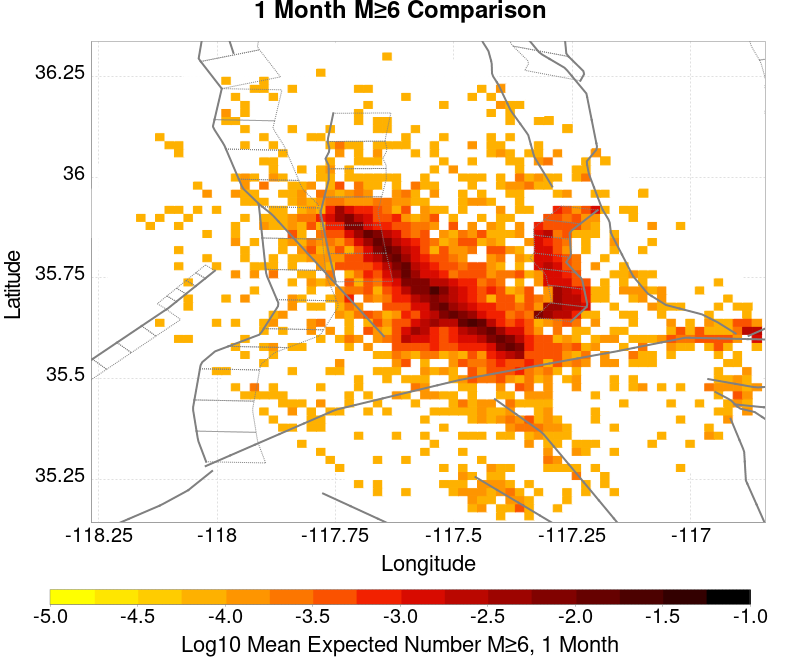 1 Month M≥6 Comparison
36.25
36
35.75
35.5
35.25
Latitude
-118.25 -118 -117.75 -117.5 -117.25 -117
Longitude
-5.0 -4.5 -4.0 -3.5 -3.0 -2.5 -2.0 -1.5 -1.0
Log10 Mean Expected Number M≥6, 1 Month